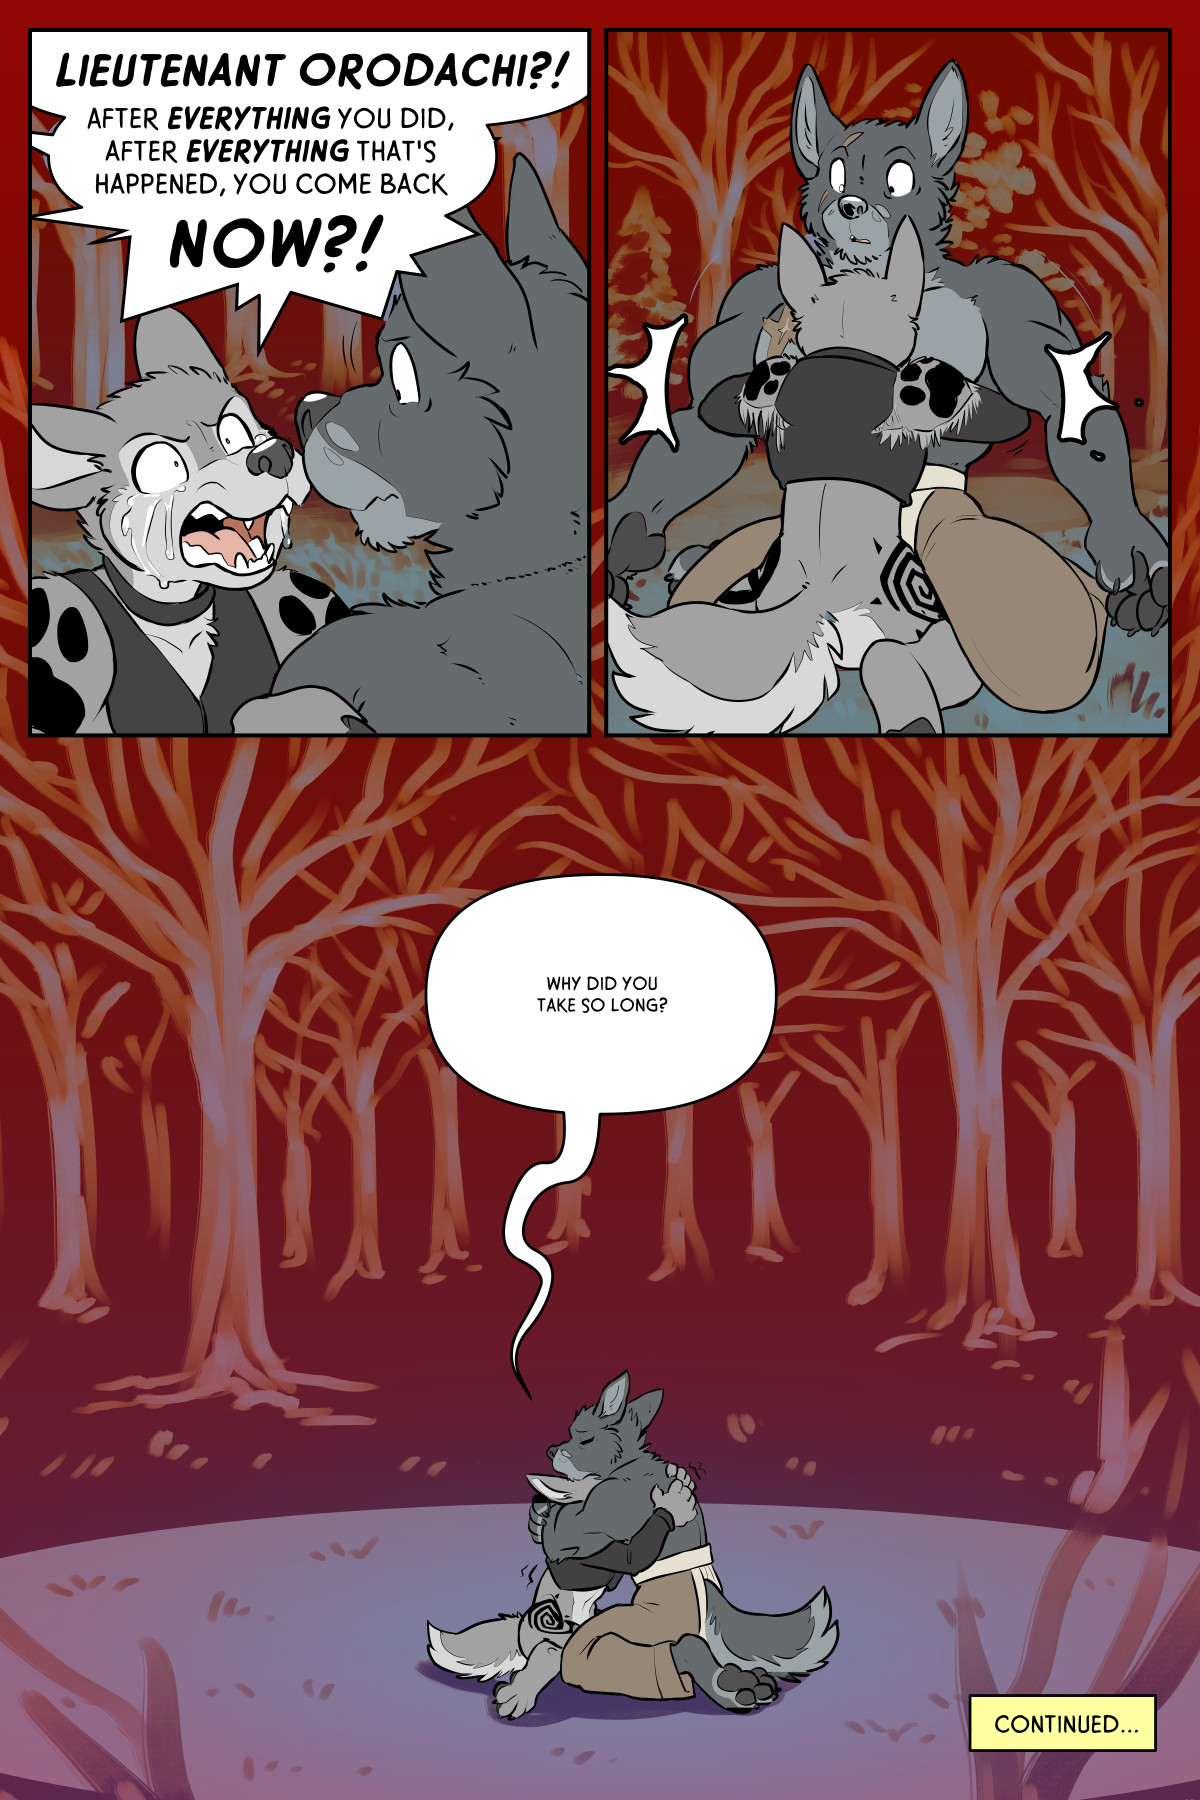 LIEUTENANT ORODACHI?!
AFTER EVERYTHING YOU DID,
AFTER EVERYTHING THAT'S
HAPPENED, YOU COME BACK
NOW?!
WHY DID YOU
TAKE SO LONG?
CONTINUED...